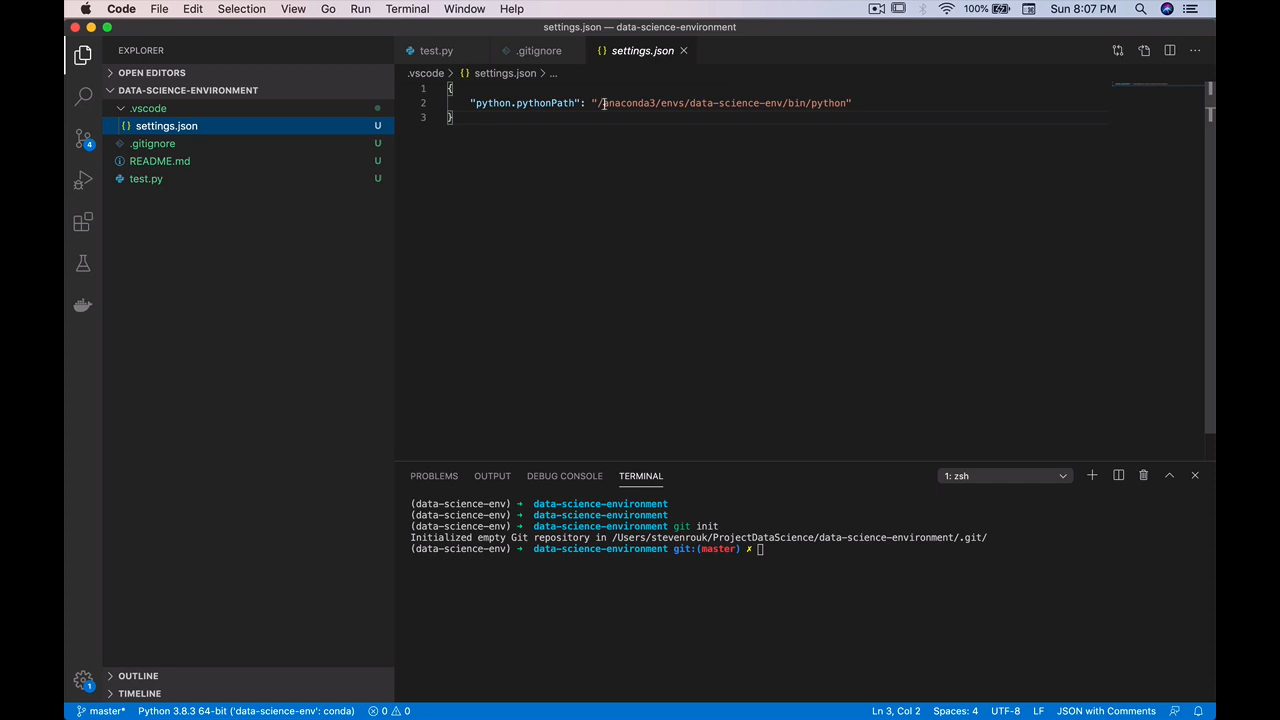 Code File Edit Selection View Go Run Terminal Window Help 100% Sun 8:07 PM
settings.json — data-science-environment
EXPLORER
test.py .gitignore {} settings.json
OPEN EDITORS
.vscode > {} settings.json > ...
DATA-SCIENCE-ENVIRONMENT
1 {
2 "python.pythonPath": "/anaconda3/envs/data-science-env/bin/python"
3 }
.vscode
{} settings.json U
.gitignore U
README.md U
test.py U
4
PROBLEMS OUTPUT DEBUG CONSOLE TERMINAL 1: zsh
(data-science-env) → data-science-environment
(data-science-env) → data-science-environment
(data-science-env) → data-science-environment git init
Initialized empty Git repository in /Users/stevenrouk/ProjectDataScience/data-science-environment/.git/
(data-science-env) → data-science-environment git:(master) ✗
OUTLINE
1
TIMELINE
master* Python 3.8.3 64-bit ('data-science-env': conda) 0 0 Ln 3, Col 2 Spaces: 4 UTF-8 LF JSON with Comments